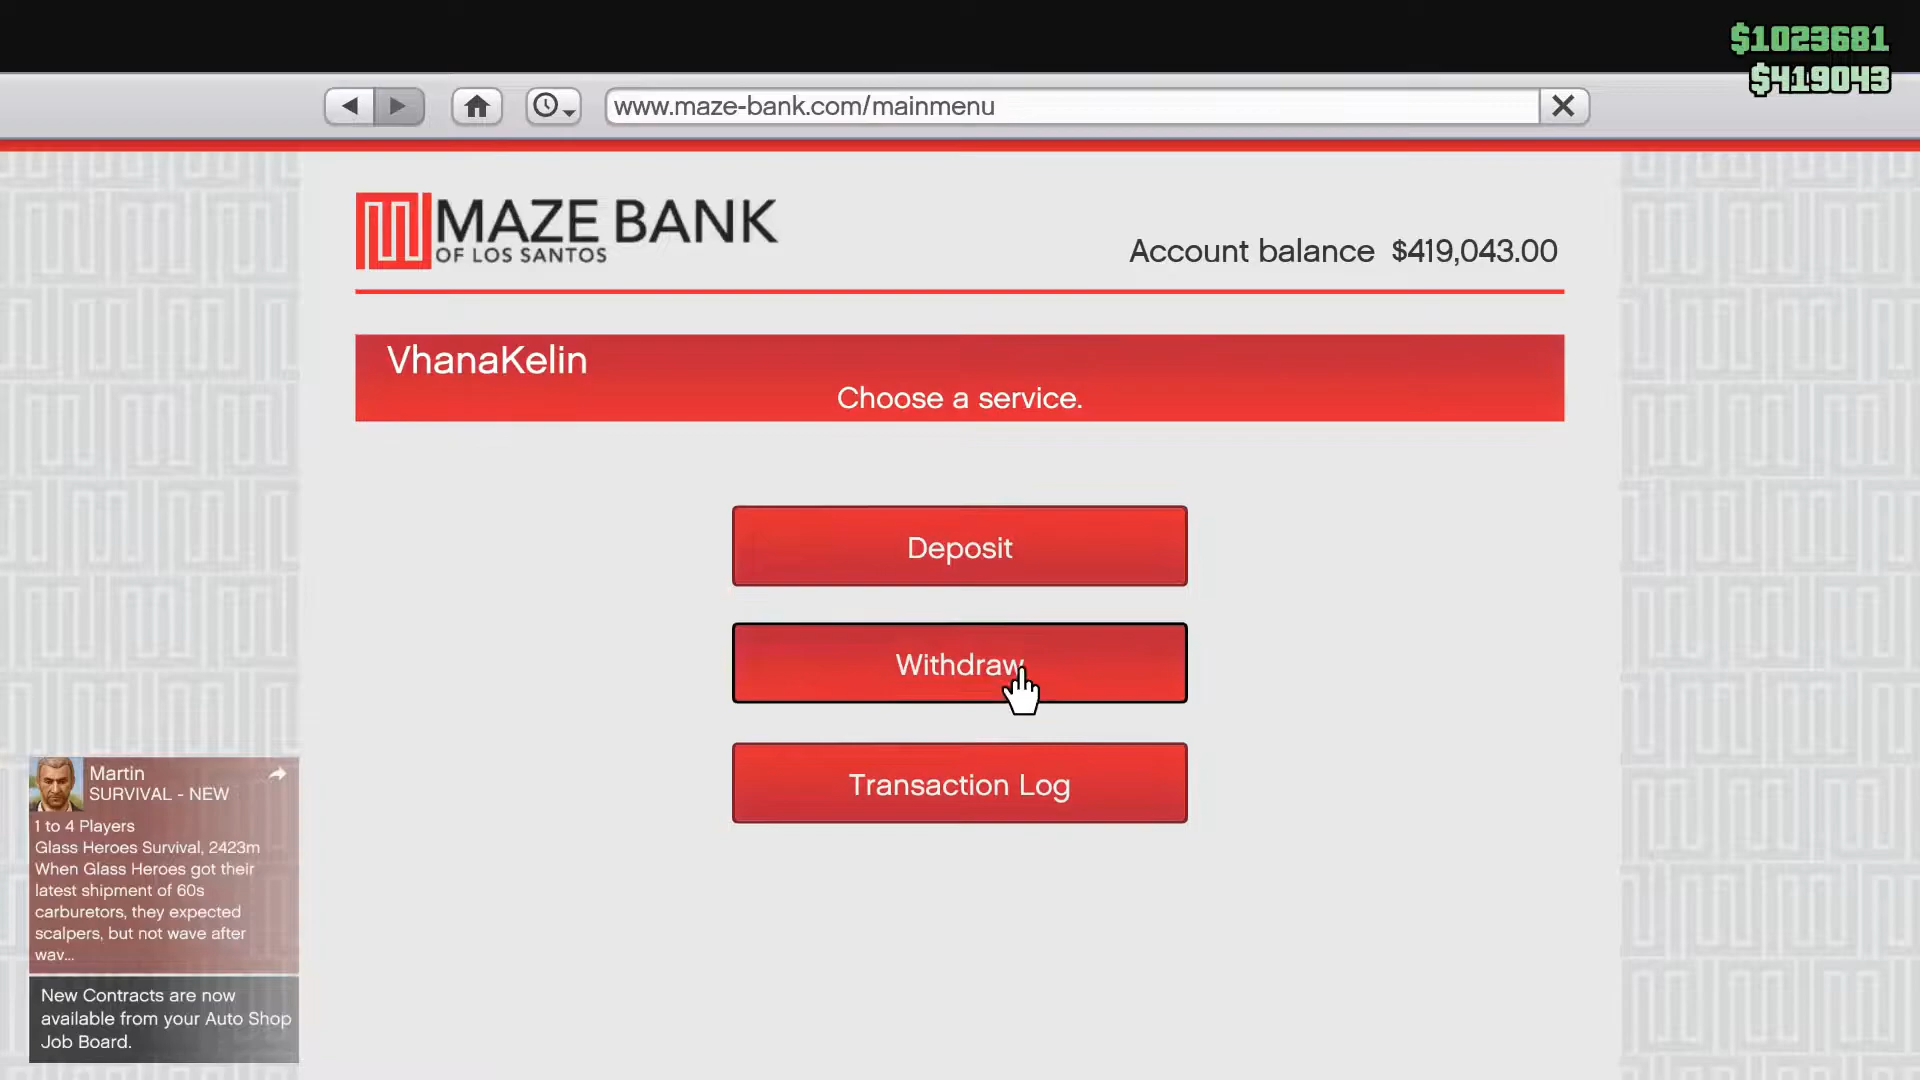 $1023681
$419043
www.maze-bank.com/mainmenu
MAZE BANK
OF LOS SANTOS
Account balance $419,043.00
VhanaKelin
Choose a service.
Deposit
Withdraw
Transaction Log
Martin
SURVIVAL - NEW
1 to 4 Players
Glass Heroes Survival, 2423m
When Glass Heroes got their
latest shipment of 60s
carburetors, they expected
scalpers, but not wave after
wav...
New Contracts are now
available from your Auto Shop
Job Board.